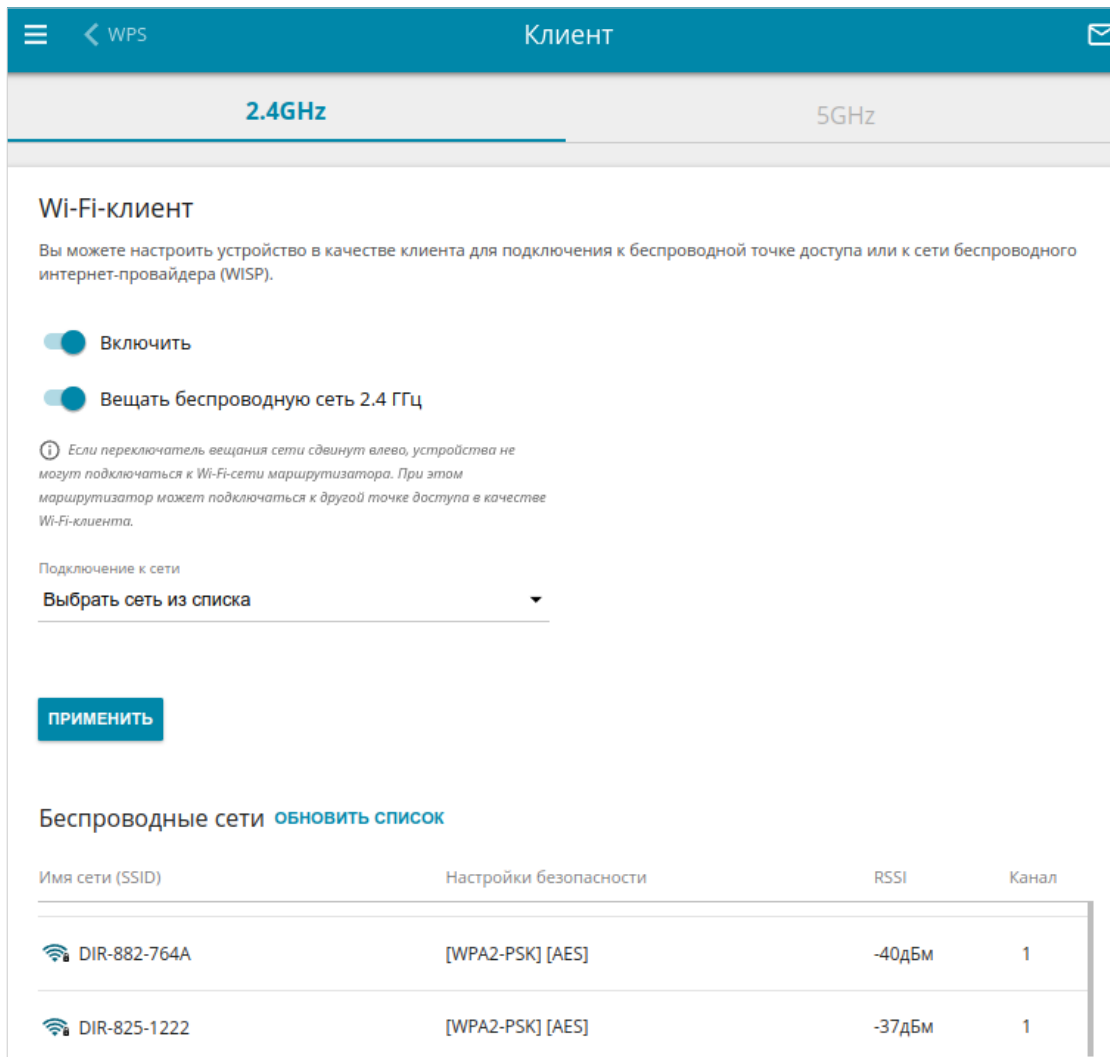 WPS
Клиент
2.4GHz
5GHz
Wi-Fi-клиент
Вы можете настроить устройство в качестве клиента для подключения к беспроводной точке доступа или к сети беспроводного
интернет-провайдера (WISP).
Включить
Вещать беспроводную сеть 2.4 ГГц
Если переключатель вещания сети сдвинут влево, устройства не
могут подключаться к Wi-Fi-сети маршрутизатора. При этом
маршрутизатор может подключаться к другой точке доступа в качестве
Wi-Fi-клиента.
Подключение к сети
Выбрать сеть из списка
ПРИМЕНИТЬ
Беспроводные сети ОБНОВИТЬ СПИСОК
Имя сети (SSID) Настройки безопасности RSSI Канал
DIR-882-764A [WPA2-PSK] [AES] -40дБм 1
DIR-825-1222 [WPA2-PSK] [AES] -37дБм 1